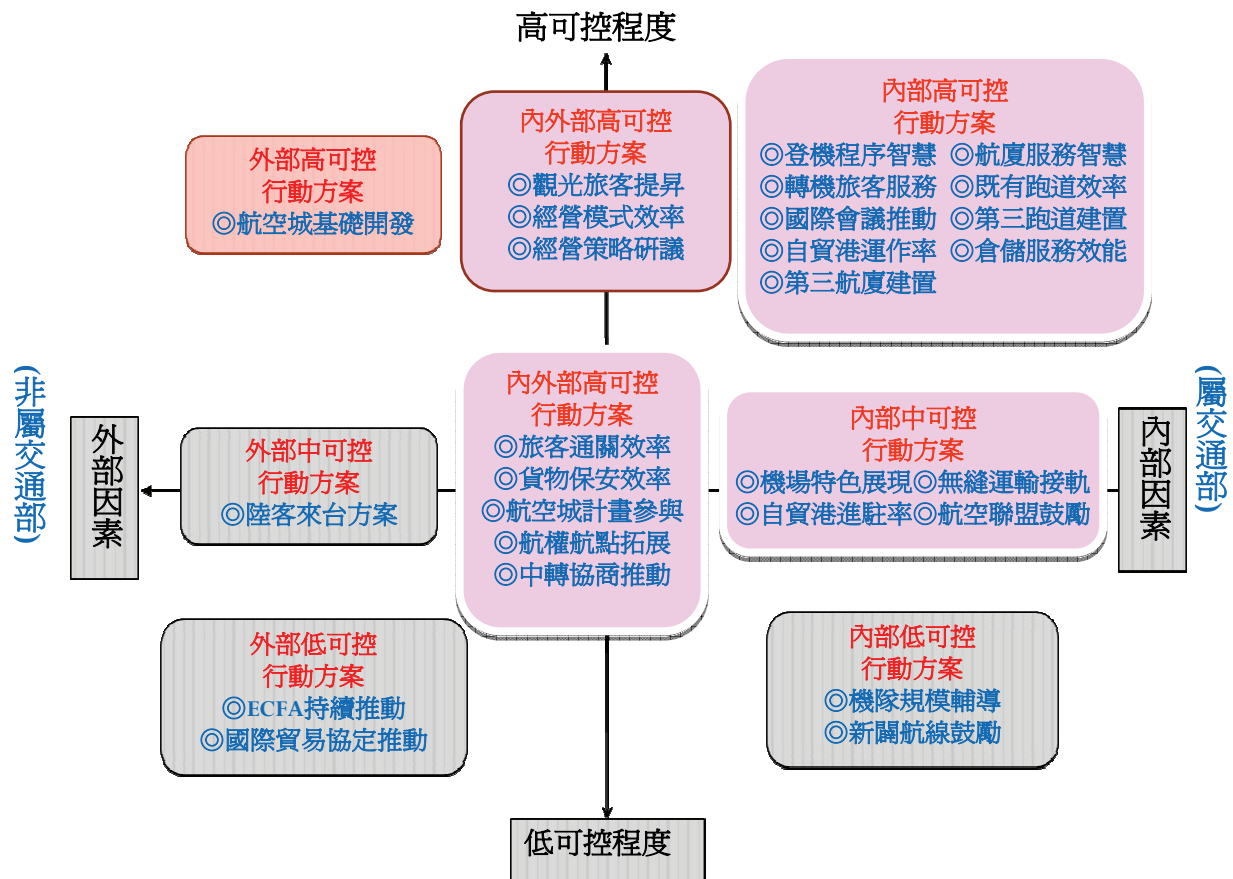 高可控程度
外部高可控
行動方案
◎航空城基礎開發
內外部高可控
行動方案
◎觀光旅客提昇
◎經營模式效率
◎經營策略研議
內部高可控
行動方案
◎登機程序智慧 ◎航廈服務智慧
◎轉機旅客服務 ◎既有跑道效率
◎國際會議推動 ◎第三跑道建置
◎自貿港運作率 ◎倉儲服務效能
◎第三航廈建置
(非屬交通部)
外部因素
外部中可控
行動方案
◎陸客來台方案
內外部高可控
行動方案
◎旅客通關效率
◎貨物保安效率
◎航空城計畫參與
◎航權航點拓展
◎中轉協商推動
內部中可控
行動方案
◎機場特色展現◎無縫運輸接軌
◎自貿港進駐率◎航空聯盟鼓勵
內部因素
(屬交通部)
外部低可控
行動方案
◎ECFA持續推動
◎國際貿易協定推動
內部低可控
行動方案
◎機隊規模輔導
◎新闢航線鼓勵
低可控程度